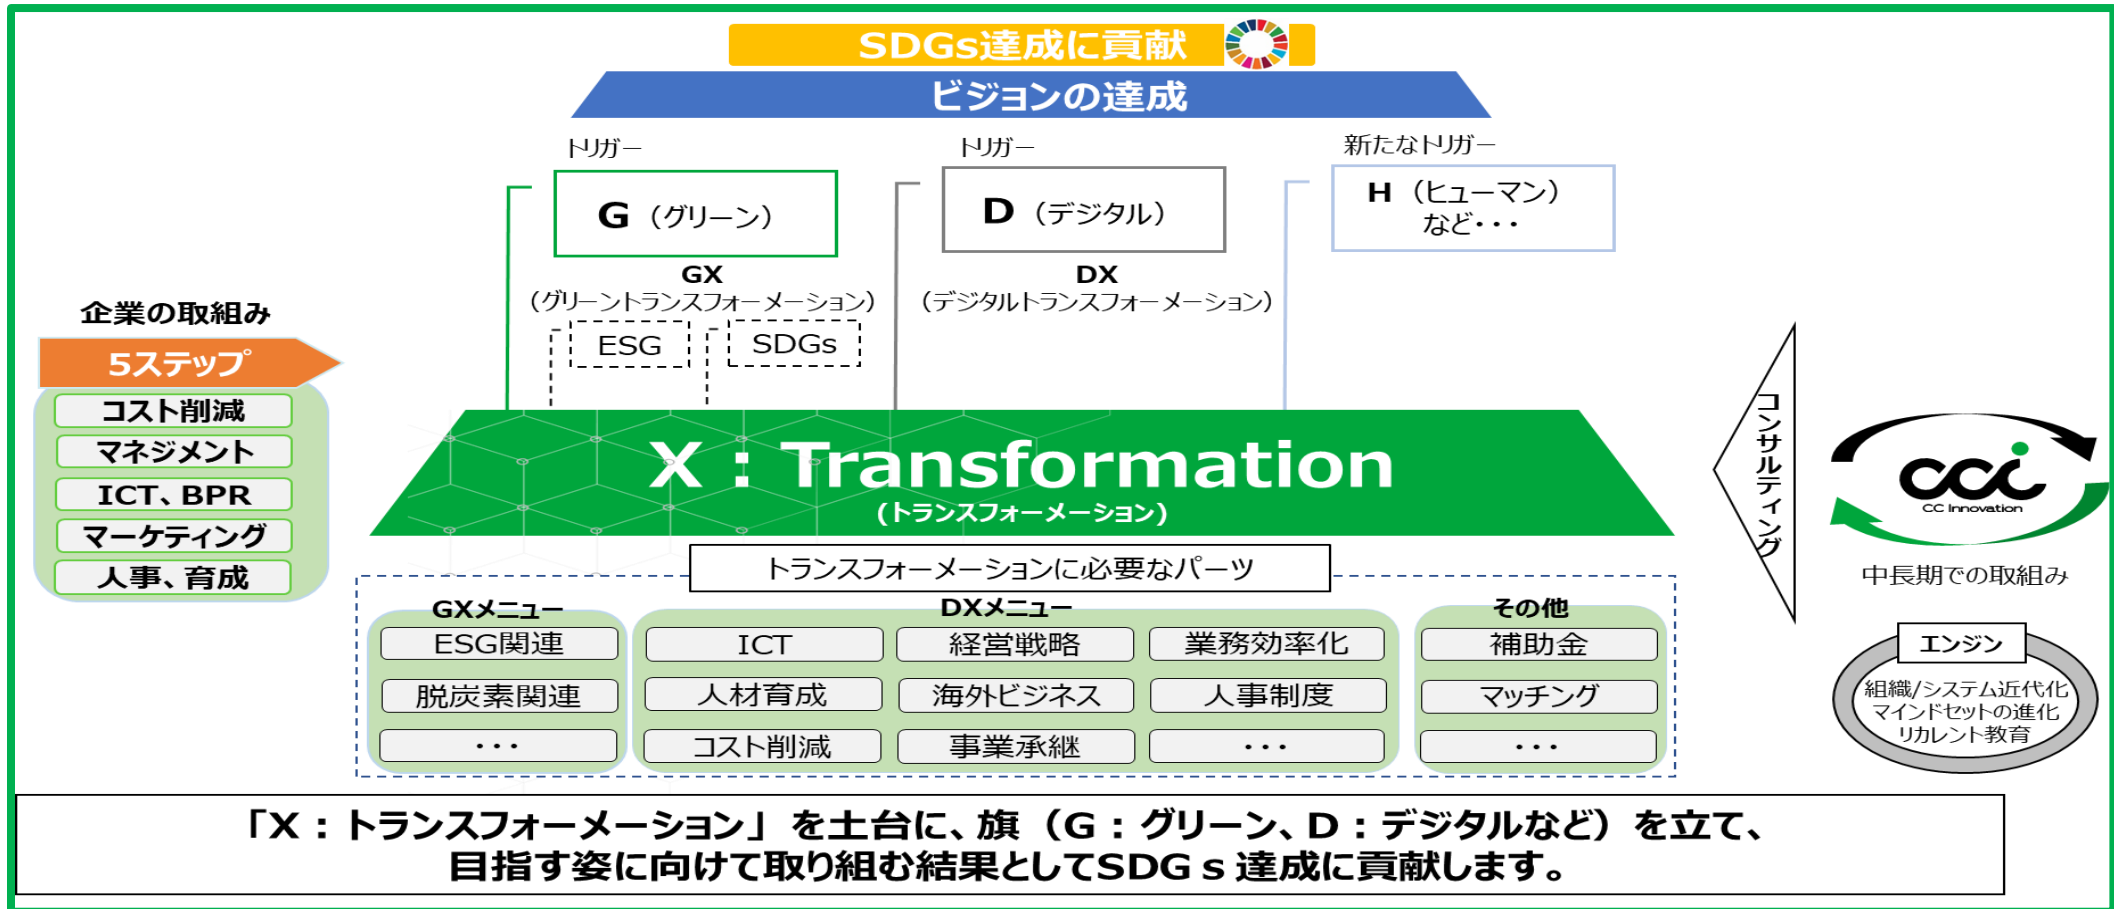 SDGs達成に貢献
ビジョンの達成
トリガー
G（グリーン）
GX
（グリーントランスフォーメーション）
ESG
SDGs
トリガー
D（デジタル）
DX
（デジタルトランスフォーメーション）
新たなトリガー
H（ヒューマン）
など・・・
企業の取組み
5ステップ
コスト削減
マネジメント
ICT、BPR
マーケティング
人事、育成
X：Transformation
(トランスフォーメーション)
コンサルティング
cci
CC Innovation
中長期での取組み
エンジン
組織/システム近代化
マインドセットの進化
リカレント教育
トランスフォーメーションに必要なパーツ
GXメニュー
ESG関連
脱炭素関連
・・・
DXメニュー
ICT
経営戦略
業務効率化
人材育成
海外ビジネス
人事制度
コスト削減
事業承継
・・・
その他
補助金
マッチング
・・・
「X：トランスフォーメーション」を土台に、旗（G：グリーン、D：デジタルなど）を立て、
目指す姿に向けて取り組む結果としてSDGｓ達成に貢献します。